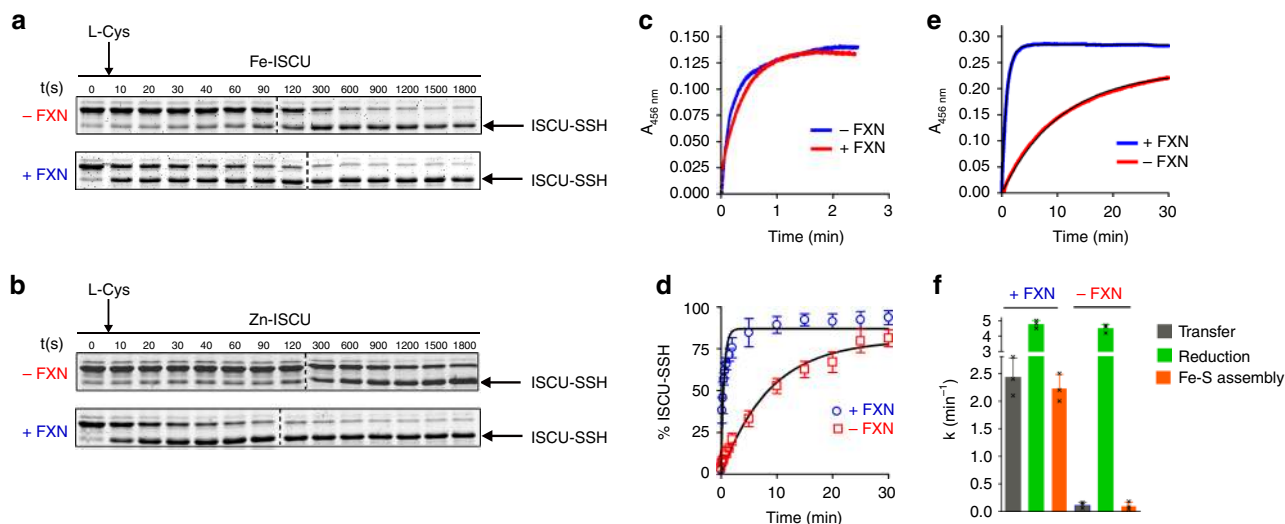 a
L-Cys
Fe-ISCU
t(s) 0 10 20 30 40 60 90 120 300 600 900 1200 1500 1800
– FXN
ISCU-SSH
+ FXN
ISCU-SSH
b
L-Cys
Zn-ISCU
t(s) 0 10 20 30 40 60 90 120 300 600 900 1200 1500 1800
– FXN
ISCU-SSH
+ FXN
ISCU-SSH
c
0.150
0.125
0.100
0.075
0.050
0.025
0.000
A456 nm
– FXN
+ FXN
0 1 2 3
Time (min)
d
100
75
50
25
0
% ISCU-SSH
+ FXN
– FXN
0 10 20 30
Time (min)
e
0.30
0.20
0.10
0.00
A456 nm
+ FXN
– FXN
0 10 20 30
Time (min)
f
+ FXN – FXN
5
4
3
2.5
2.0
1.5
1.0
0.5
0.0
k (min⁻¹)
Transfer
Reduction
Fe-S assembly